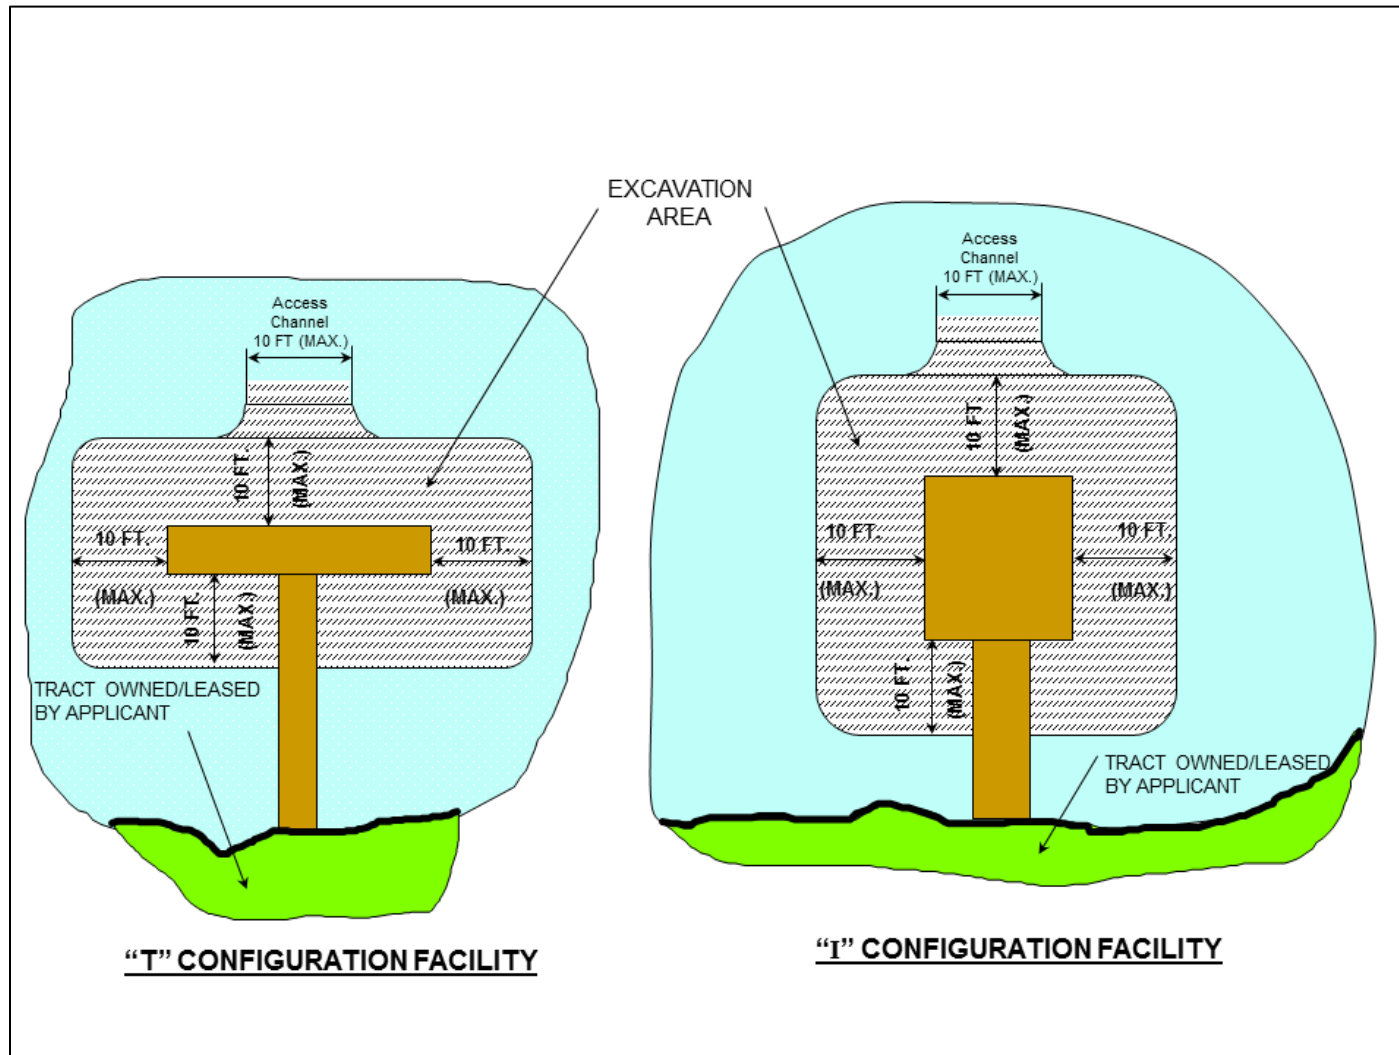 EXCAVATION
AREA
Access
Channel
10 FT (MAX.)
10 FT.
(MAX.)
10 FT.
(MAX.)
10 FT.
(MAX.)
10 FT.
(MAX.)
TRACT OWNED/LEASED
BY APPLICANT
“T” CONFIGURATION FACILITY
Access
Channel
10 FT (MAX.)
10 FT.
(MAX.)
10 FT.
(MAX.)
10 FT.
(MAX.)
10 FT.
(MAX.)
TRACT OWNED/LEASED
BY APPLICANT
“I” CONFIGURATION FACILITY